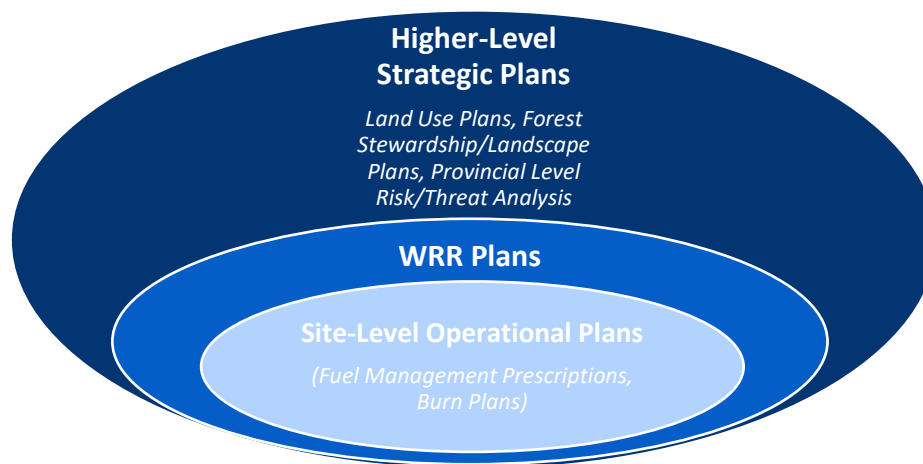 Higher-Level
Strategic Plans
Land Use Plans, Forest
Stewardship/Landscape
Plans, Provincial Level
Risk/Threat Analysis
WRR Plans
Site-Level Operational Plans
(Fuel Management Prescriptions,
Burn Plans)